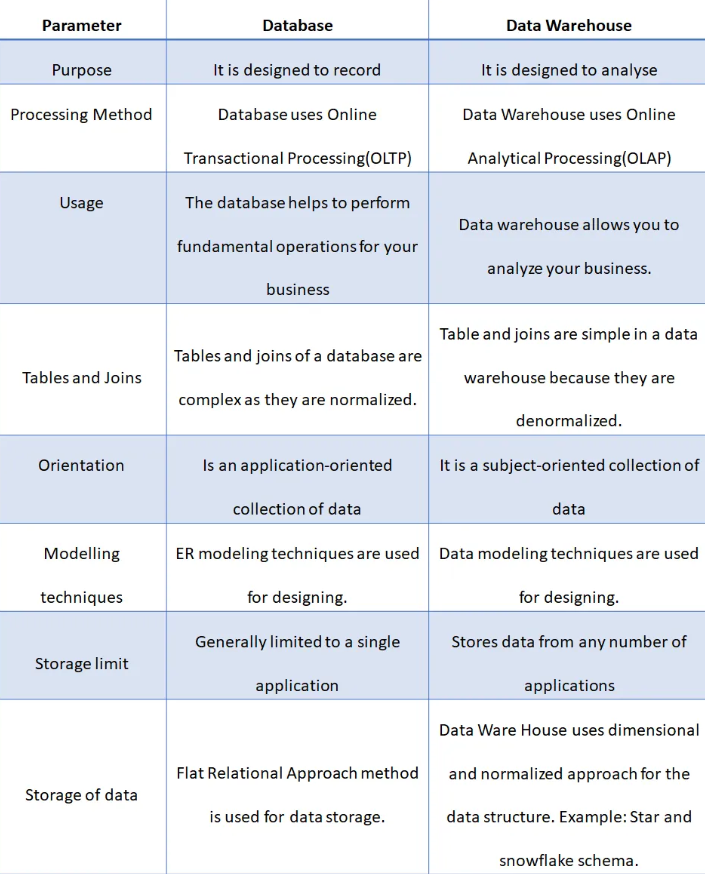 Parameter Database Data Warehouse
Purpose It is designed to record It is designed to analyse
Processing Method Database uses Online Data Warehouse uses Online
Transactional Processing(OLTP) Analytical Processing(OLAP)
Usage The database helps to perform
fundamental operations for your
business
Data warehouse allows you to
analyze your business.
Tables and Joins
Tables and joins of a database are
complex as they are normalized.
Table and joins are simple in a data
warehouse because they are
denormalized.
Orientation
Is an application-oriented
collection of data
It is a subject-oriented collection of
data
Modelling
techniques
ER modeling techniques are used
for designing.
Data modeling techniques are used
for designing.
Storage limit
Generally limited to a single
application
Stores data from any number of
applications
Storage of data
Flat Relational Approach method
is used for data storage.
Data Ware House uses dimensional
and normalized approach for the
data structure. Example: Star and
snowflake schema.